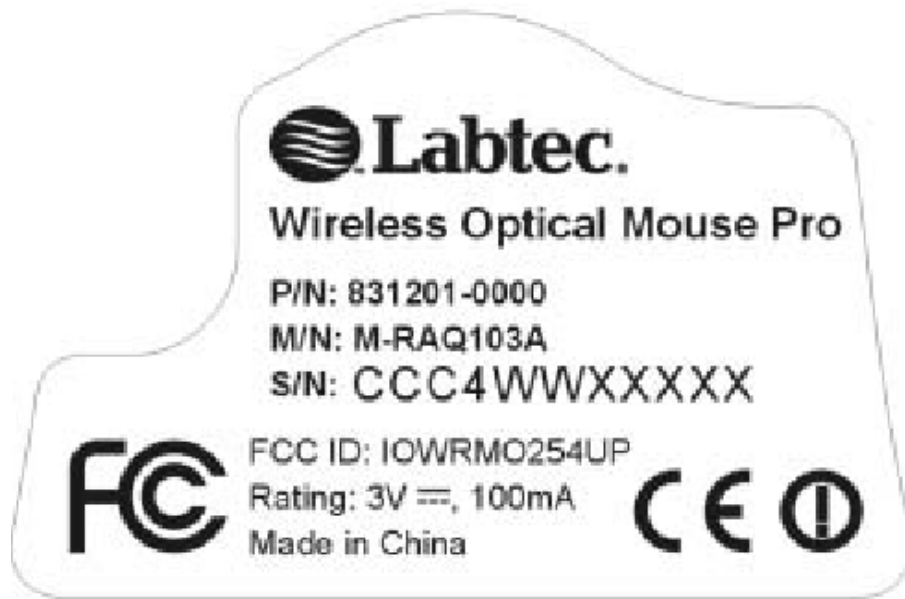 Labtec.
Wireless Optical Mouse Pro
P/N: 831201-0000
M/N: M-RAQ103A
S/N: CCC4WWXXXXX
FCC ID: IOWRMO254UP
Rating: 3V ⎓, 100mA
Made in China
FC CE